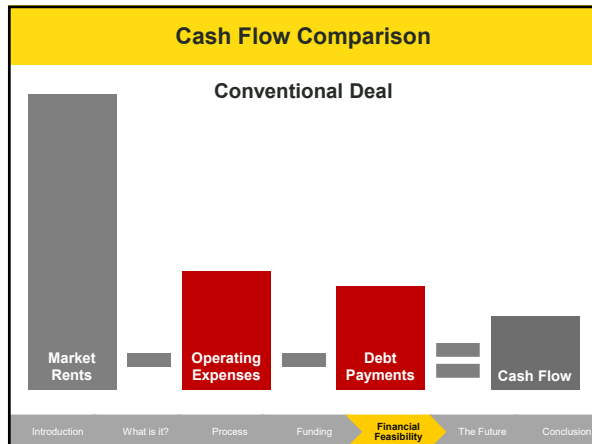 Cash Flow Comparison
Conventional Deal
Market
Rents
Operating
Expenses
Debt
Payments
Cash Flow
Introduction
What is it?
Process
Funding
Financial
Feasibility
The Future
Conclusion